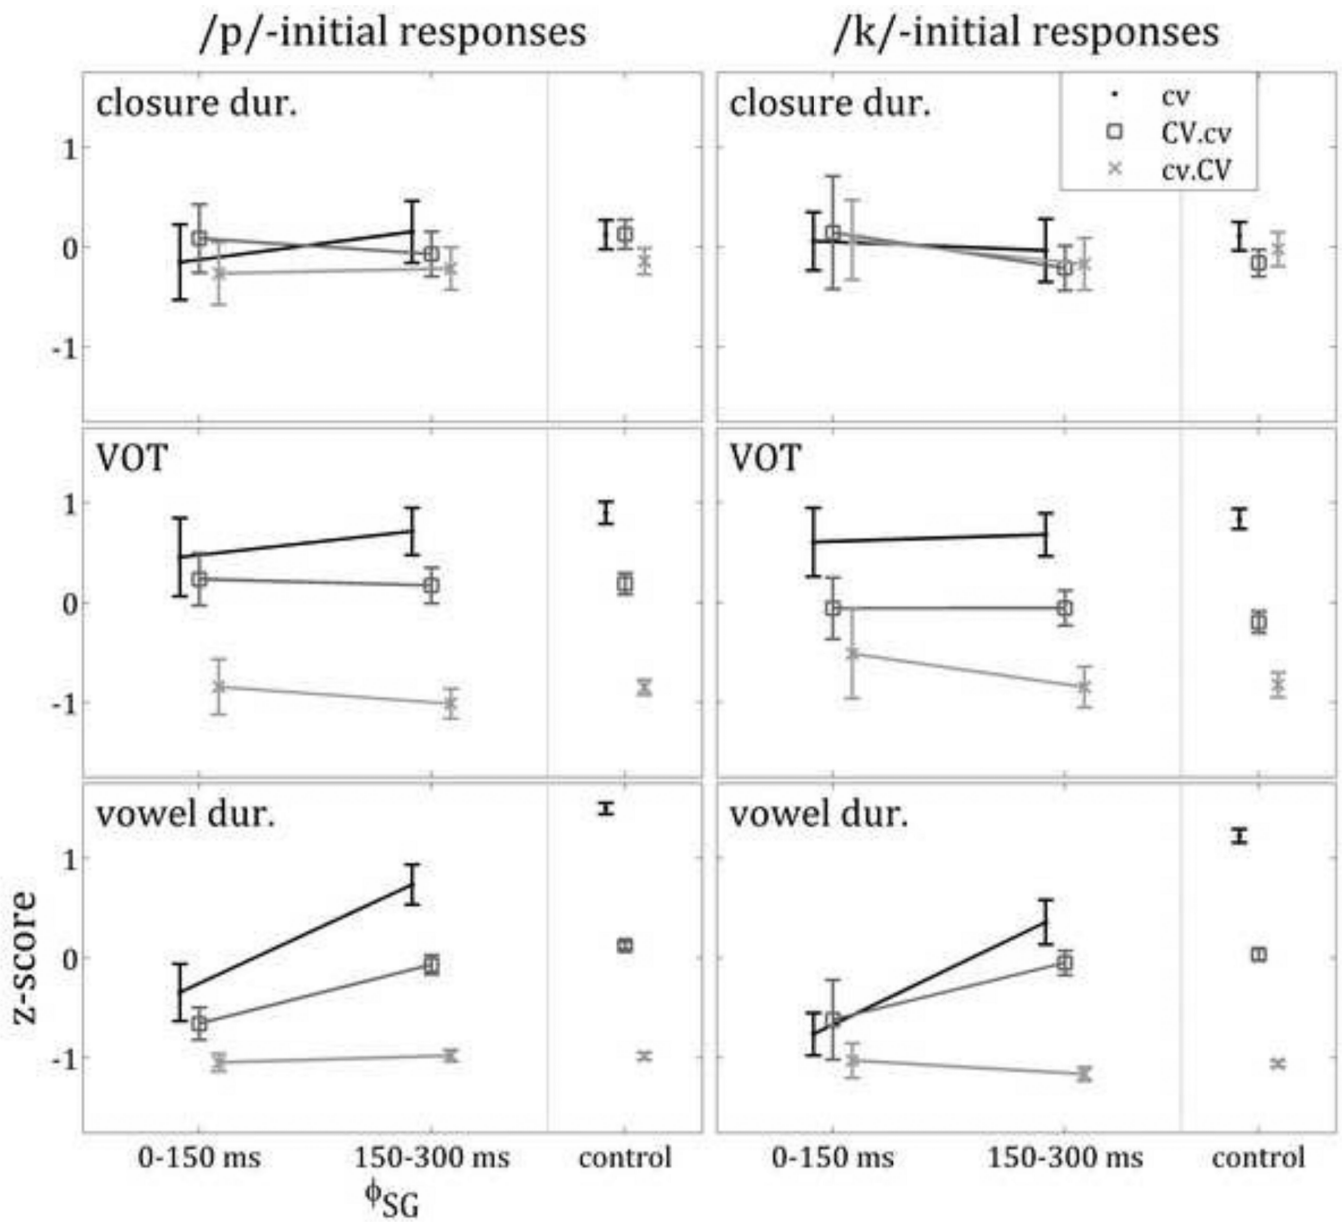 /p/-initial responses
/k/-initial responses
closure dur.
1
0
-1
closure dur.
cv
CV.cv
cv.CV
VOT
1
0
-1
VOT
vowel dur.
1
0
-1
z-score
vowel dur.
0-150 ms
150-300 ms
control
ϕSG
0-150 ms
150-300 ms
control